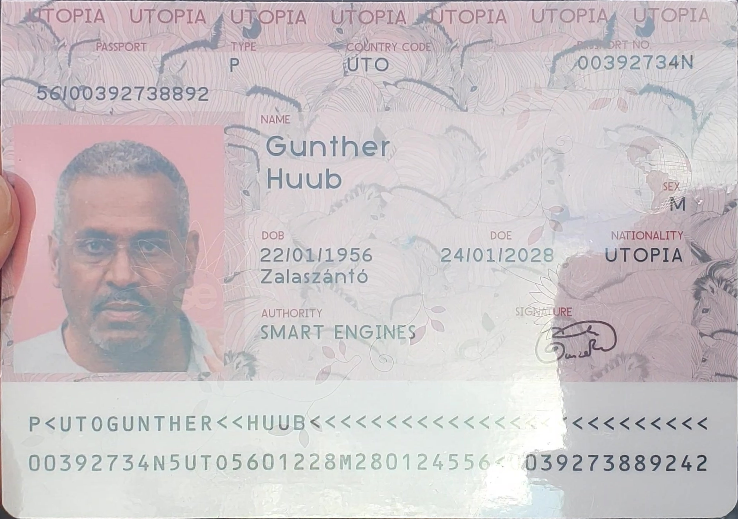 UTOPIA UTOPIA UTOPIA UTOPIA UTOPIA UTOPIA UTOPIA
PASSPORT TYPE COUNTRY CODE PASSPORT NO
P UTO 00392734N
56/00392738892
NAME
Gunther
Huub
SEX
M
DOB DOE NATIONALITY
22/01/1956 24/01/2028 UTOPIA
Zalaszántó
AUTHORITY SIGNATURE
SMART ENGINES
P<UTOGUNTHER<<HUUB<<<<<<<<<<<<<<<<<<<<<<<<<<
00392734N5UTO5601228M280124556< 039273889242